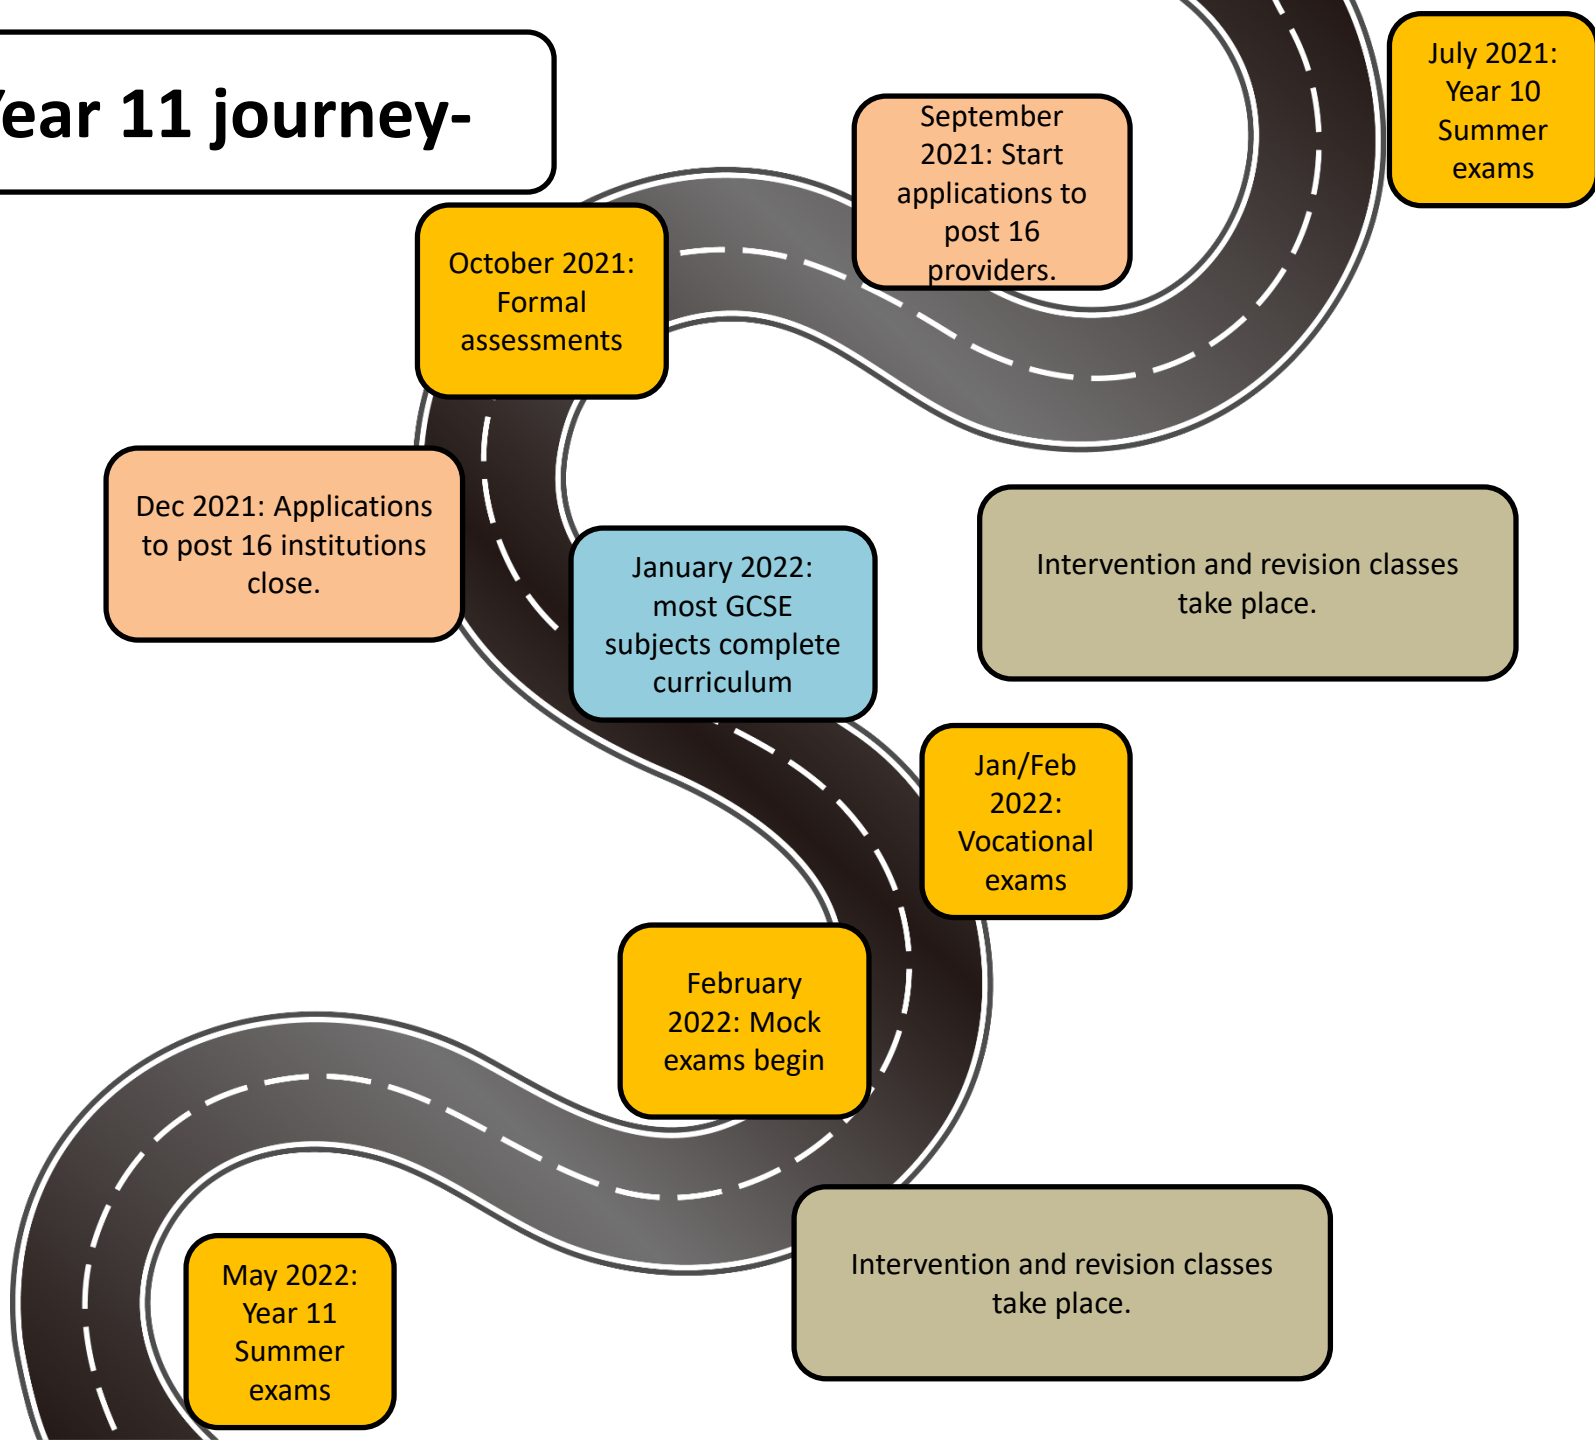 ear 11 journey-
July 2021:
Year 10
Summer
exams
September
2021: Start
applications to
post 16
providers.
October 2021:
Formal
assessments
Dec 2021: Applications
to post 16 institutions
close.
January 2022:
most GCSE
subjects complete
curriculum
Intervention and revision classes
take place.
Jan/Feb
2022:
Vocational
exams
February
2022: Mock
exams begin
Intervention and revision classes
take place.
May 2022:
Year 11
Summer
exams